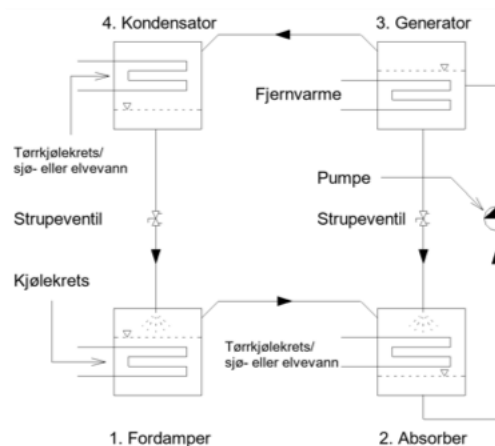 4. Kondensator
3. Generator
Fjernvarme
Tørrkjølekrets/
sjø- eller elvevann
Pumpe
Strupeventil
Strupeventil
Kjølekrets
Tørrkjølekrets/
sjø- eller elvevann
1. Fordamper
2. Absorber